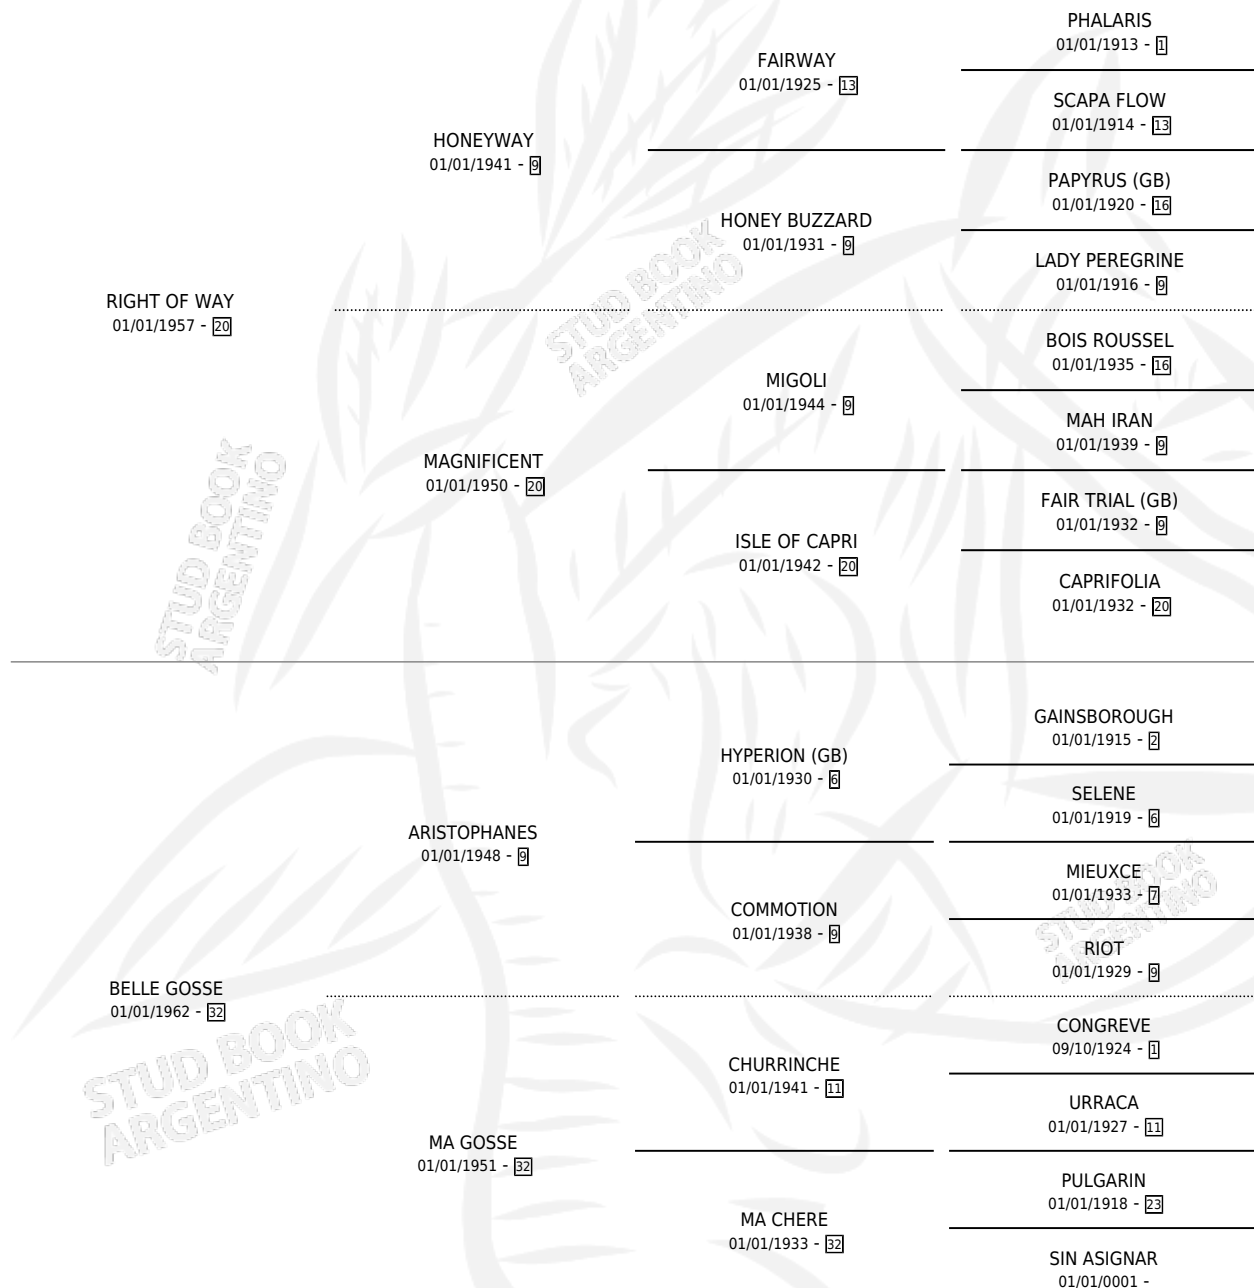 PHALARIS
01/01/1913 - 1
FAIRWAY
01/01/1925 - 13
SCAPA FLOW
01/01/1914 - 13
HONEYWAY
01/01/1941 - 9
PAPYRUS (GB)
01/01/1920 - 16
HONEY BUZZARD
01/01/1931 - 9
LADY PEREGRINE
01/01/1916 - 9
RIGHT OF WAY
01/01/1957 - 20
STUD BOOK
ARGENTINO
BOIS ROUSSEL
01/01/1935 - 16
MIGOLI
01/01/1944 - 9
MAH IRAN
01/01/1939 - 9
MAGNIFICENT
01/01/1950 - 20
FAIR TRIAL (GB)
01/01/1932 - 9
ISLE OF CAPRI
01/01/1942 - 20
CAPRIFOLIA
01/01/1932 - 20
STUD BOOK
ARGENTINO
GAINSBOROUGH
01/01/1915 - 2
HYPERION (GB)
01/01/1930 - 6
SELENE
01/01/1919 - 6
ARISTOPHANES
01/01/1948 - 9
MIEUXCE
01/01/1933 - 7
COMMOTION
01/01/1938 - 9
STUD BOOK
ARGENTINO
RIOT
01/01/1929 - 9
BELLE GOSSE
01/01/1962 - 32
CONGREVE
09/10/1924 - 1
CHURRINCHE
01/01/1941 - 11
STUD BOOK
ARGENTINO
URRACA
01/01/1927 - 11
MA GOSSE
01/01/1951 - 32
PULGARIN
01/01/1918 - 23
MA CHERE
01/01/1933 - 32
SIN ASIGNAR
01/01/0001 -